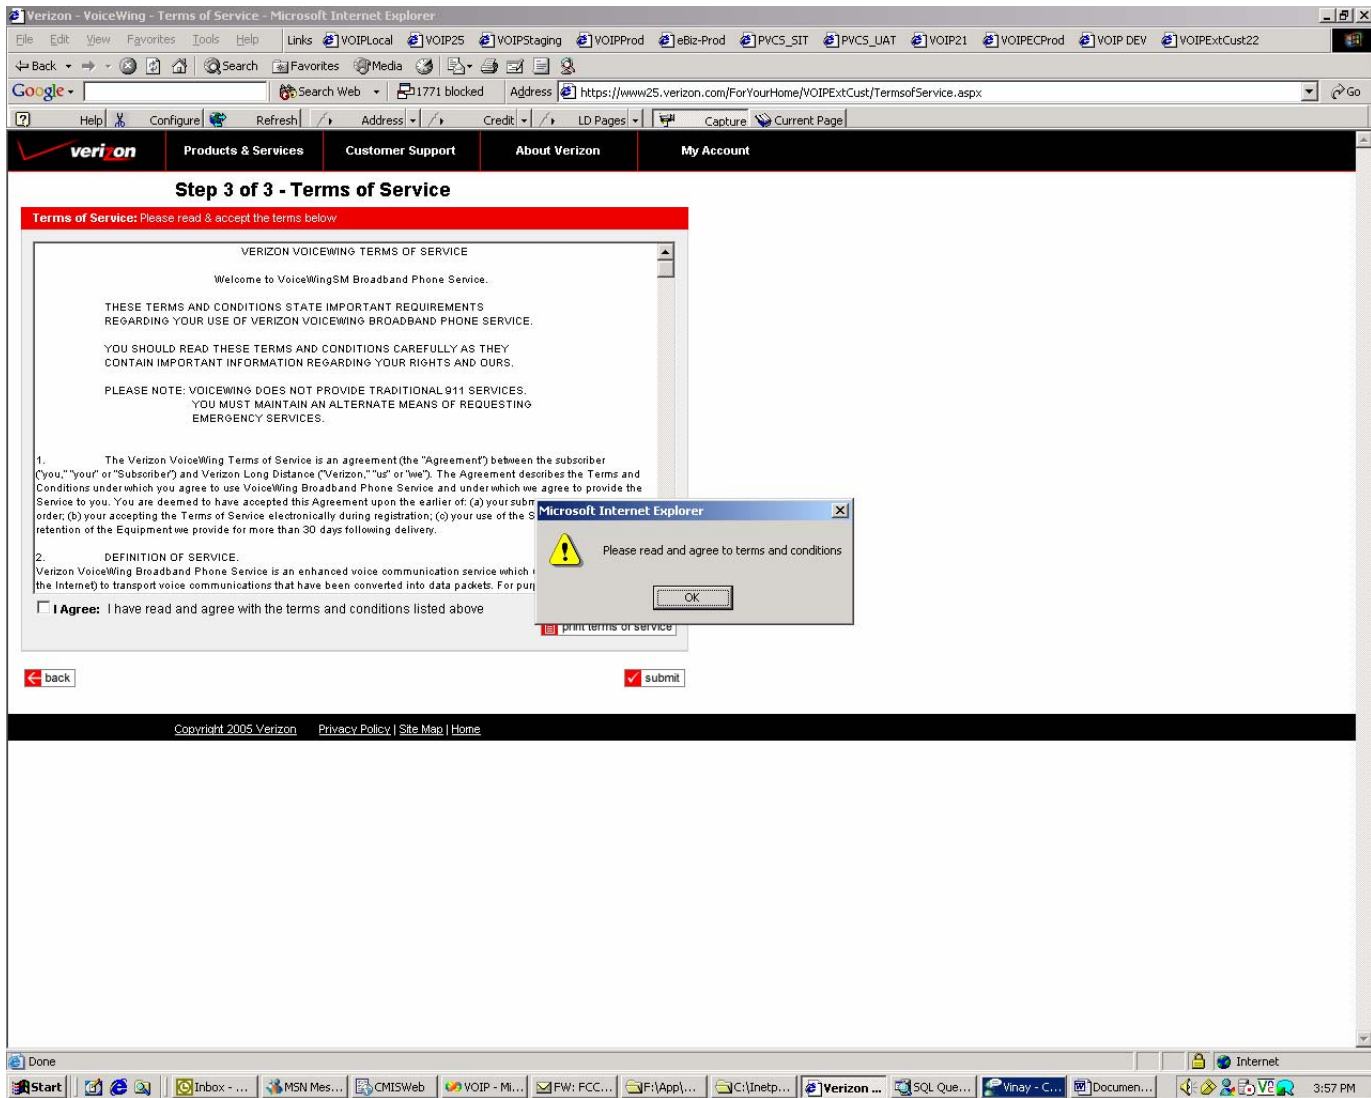 Verizon - VoiceWing - Terms of Service - Microsoft Internet Explorer
File Edit View Favorites Tools Help Links VOIPLocal VOIP25 VOIPStaging VOIPProd eBiz-Prod PVCS_SIT PVCS_UAT VOIP21 VOIPECProd VOIP DEV VOIPExtCust22
Back Search Favorites Media
Google Search Web 1771 blocked Address https://www25.verizon.com/ForYourHome/VOIPExtCust/TermsofService.aspx Go
Help Configure Refresh Address Credit LD Pages Capture Current Page
verizon Products & Services Customer Support About Verizon My Account
Step 3 of 3 - Terms of Service
Terms of Service: Please read & accept the terms below
VERIZON VOICEWING TERMS OF SERVICE
Welcome to VoiceWingSM Broadband Phone Service.
THESE TERMS AND CONDITIONS STATE IMPORTANT REQUIREMENTS
REGARDING YOUR USE OF VERIZON VOICEWING BROADBAND PHONE SERVICE.
YOU SHOULD READ THESE TERMS AND CONDITIONS CAREFULLY AS THEY
CONTAIN IMPORTANT INFORMATION REGARDING YOUR RIGHTS AND OURS.
PLEASE NOTE: VOICEWING DOES NOT PROVIDE TRADITIONAL 911 SERVICES.
YOU MUST MAINTAIN AN ALTERNATE MEANS OF REQUESTING
EMERGENCY SERVICES.
1. The Verizon VoiceWing Terms of Service is an agreement (the "Agreement") between the subscriber
("you," "your" or "Subscriber") and Verizon Long Distance ("Verizon," "us" or "we"). The Agreement describes the Terms and
Conditions under which you agree to use VoiceWing Broadband Phone Service and under which we agree to provide the
Service to you. You are deemed to have accepted this Agreement upon the earlier of: (a) your subm
order; (b) your accepting the Terms of Service electronically during registration; (c) your use of the S
retention of the Equipment we provide for more than 30 days following delivery.
2. DEFINITION OF SERVICE.
Verizon VoiceWing Broadband Phone Service is an enhanced voice communication service which
the Internet) to transport voice communications that have been converted into data packets. For purp
Microsoft Internet Explorer
Please read and agree to terms and conditions
OK
I Agree: I have read and agree with the terms and conditions listed above
print terms of service
back
submit
Copyright 2005 Verizon Privacy Policy | Site Map | Home
Done Internet
Start Inbox - ... MSN Mes... CMISWeb VOIP - Mi... FW: FCC... F:\App\... C:\Inetp... Verizon ... SQL Que... Vinay - C... Documen... 3:57 PM